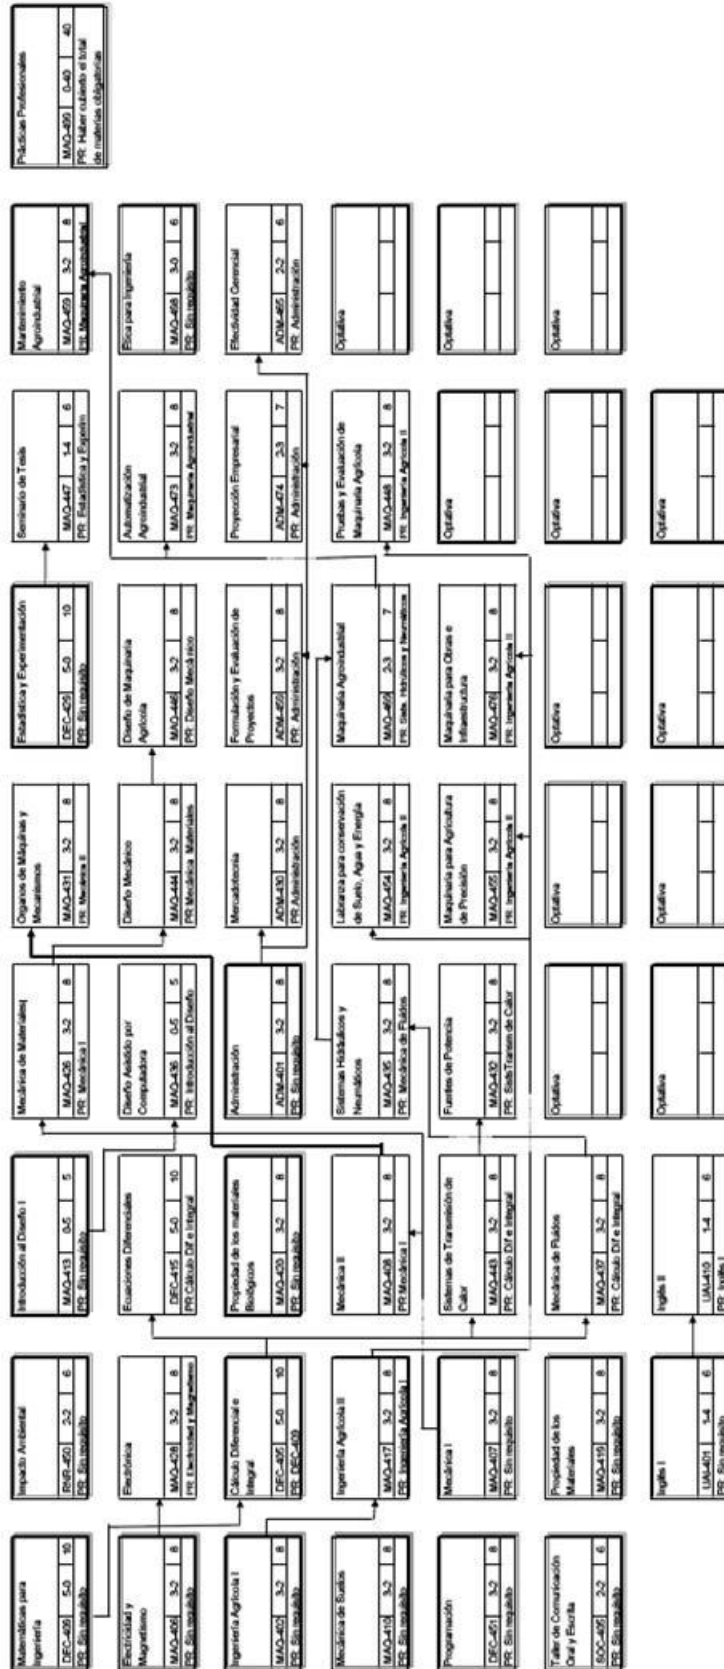 Matemáticas para
Ingeniería
DEC-409 5-0 10
PR: Sin requisito
Electricidad y
Magnetismo
MAQ-406 3-2 8
PR: Sin requisito
Ingeniería Agrícola I
MAQ-402 3-2 8
PR: Sin requisito
Mecánica de Suelos
MAQ-410 3-2 8
PR: Sin requisito
Programación
DEC-451 3-2 8
PR: Sin requisito
Taller de Comunicación
Oral y Escrita
SOC-405 2-2 6
PR: Sin requisito
Impacto Ambiental
RNR-450 2-2 6
PR: Sin requisito
Electrónica
MAQ-428 3-2 8
PR: Electricidad y Magnetismo
Cálculo Diferencial e
Integral
DEC-405 5-0 10
PR: DEC-409
Ingeniería Agrícola II
MAQ-417 3-2 8
PR: Ingeniería Agrícola I
Mecánica I
MAQ-407 3-2 8
PR: Sin requisito
Propiedad de los
Materiales
MAQ-419 3-2 8
PR: Sin requisito
Inglés I
UAI-401 1-4 6
PR: Sin requisito
Introducción al Diseño I
MAQ-413 0-5 5
PR: Sin requisito
Ecuaciones Diferenciales
DEC-415 5-0 10
PR: Cálculo Dif e Integral
Propiedad de los materiales
Biológicos
MAQ-420 3-2 8
PR: Sin requisito
Mecánica II
MAQ-408 3-2 8
PR: Mecánica I
Sistemas de Transmisión de
Calor
MAQ-443 3-2 8
PR: Cálculo Dif e Integral
Mecánica de Fluidos
MAQ-437 3-2 8
PR: Cálculo Dif e Integral
Inglés II
UAI-410 1-4 6
PR: Inglés I
Mecánica de Materiales
MAQ-426 3-2 8
PR: Mecánica I
Diseño Asistido por
Computadora
MAQ-436 0-5 5
PR: Introducción al Diseño
Administración
ADM-401 3-2 8
PR: Sin requisito
Sistemas Hidráulicos y
Neumáticos
MAQ-435 3-2 8
PR: Mecánica de Fluidos
Fuentes de Potencia
MAQ-432 3-2 8
PR: Sists Transm de Calor
Optativa
Optativa
Organos de Máquinas y
Mecanismos
MAQ-431 3-2 8
PR: Mecánica II
Diseño Mecánico
MAQ-444 3-2 8
PR: Mecánica Materiales
Mercadotecnia
ADM-430 3-2 8
PR: Administración
Labranza para conservación
de Suelo, Agua y Energía
MAQ-454 3-2 8
PR: Ingeniería Agrícola II
Maquinaria para Agricultura
de Precisión
MAQ-455 3-2 8
PR: Ingeniería Agrícola II
Optativa
Optativa
Estadística y Experimentación
DEC-425 5-0 10
PR: Sin requisito
Diseño de Maquinaria
Agrícola
MAQ-446 3-2 8
PR: Diseño Mecánico
Formulación y Evaluación de
Proyectos
ADM-455 3-2 8
PR: Administración
Maquinaria Agroindustrial
MAQ-469 2-3 7
PR: Sists. Hidráulicos y Neumáticos
Maquinaria para Obras e
Infraestructura
MAQ-476 3-2 8
PR: Ingeniería Agrícola II
Optativa
Optativa
Seminario de Tesis
MAQ-447 1-4 6
PR: Estadística y Experim
Automatización
Agroindustrial
MAQ-473 3-2 8
PR: Maquinaria Agroindustrial
Proyección Empresarial
ADM-474 2-3 7
PR: Administración
Pruebas y Evaluación de
Maquinaria Agrícola
MAQ-448 3-2 8
PR: Ingeniería Agrícola II
Optativa
Optativa
Optativa
Mantenimiento
Agroindustrial
MAQ-459 3-2 8
PR: Maquinaria Agroindustrial
Etica para Ingeniería
MAQ-458 3-0 6
PR: Sin requisito
Efectividad Gerencial
ADM-465 2-2 6
PR: Administración
Optativa
Optativa
Optativa
Prácticas Profesionales
MAQ-499 0-40 40
PR: Haber cubierto el total
de materias obligatorias